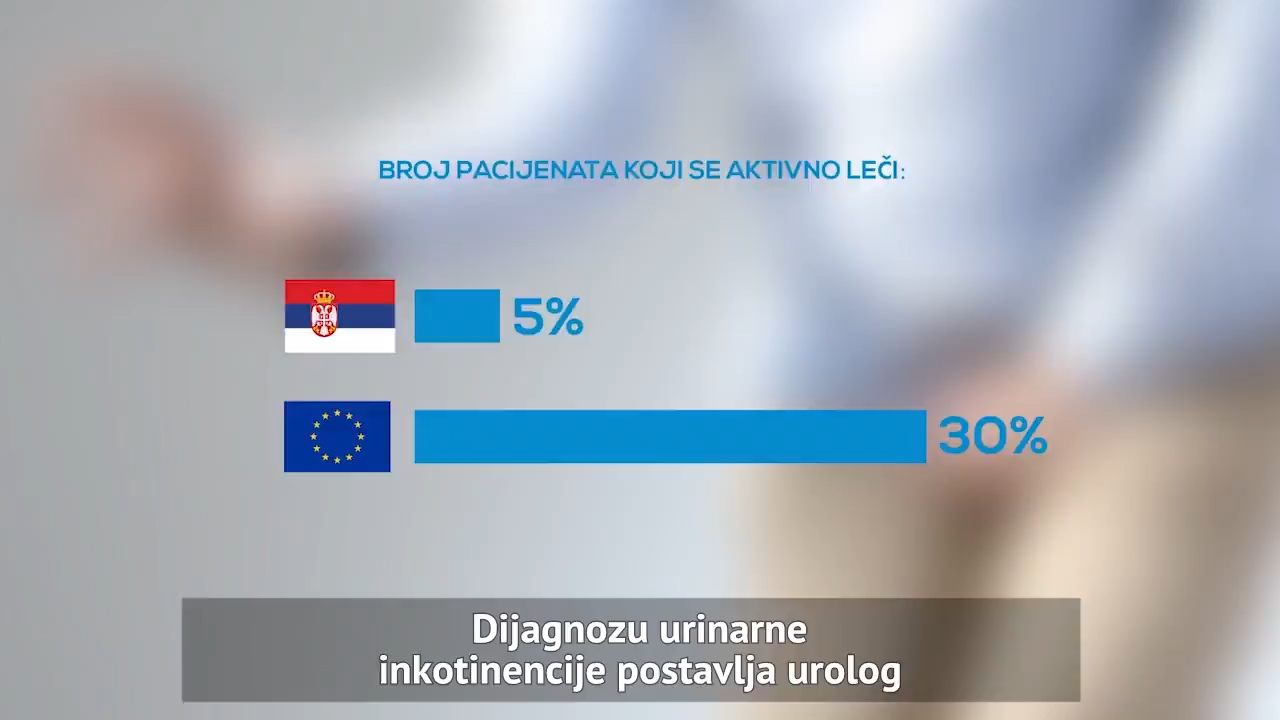 BROJ PACIJENATA KOJI SE AKTIVNO LEČI:
5%
30%
Dijagnozu urinarne
inkotinencije postavlja urolog